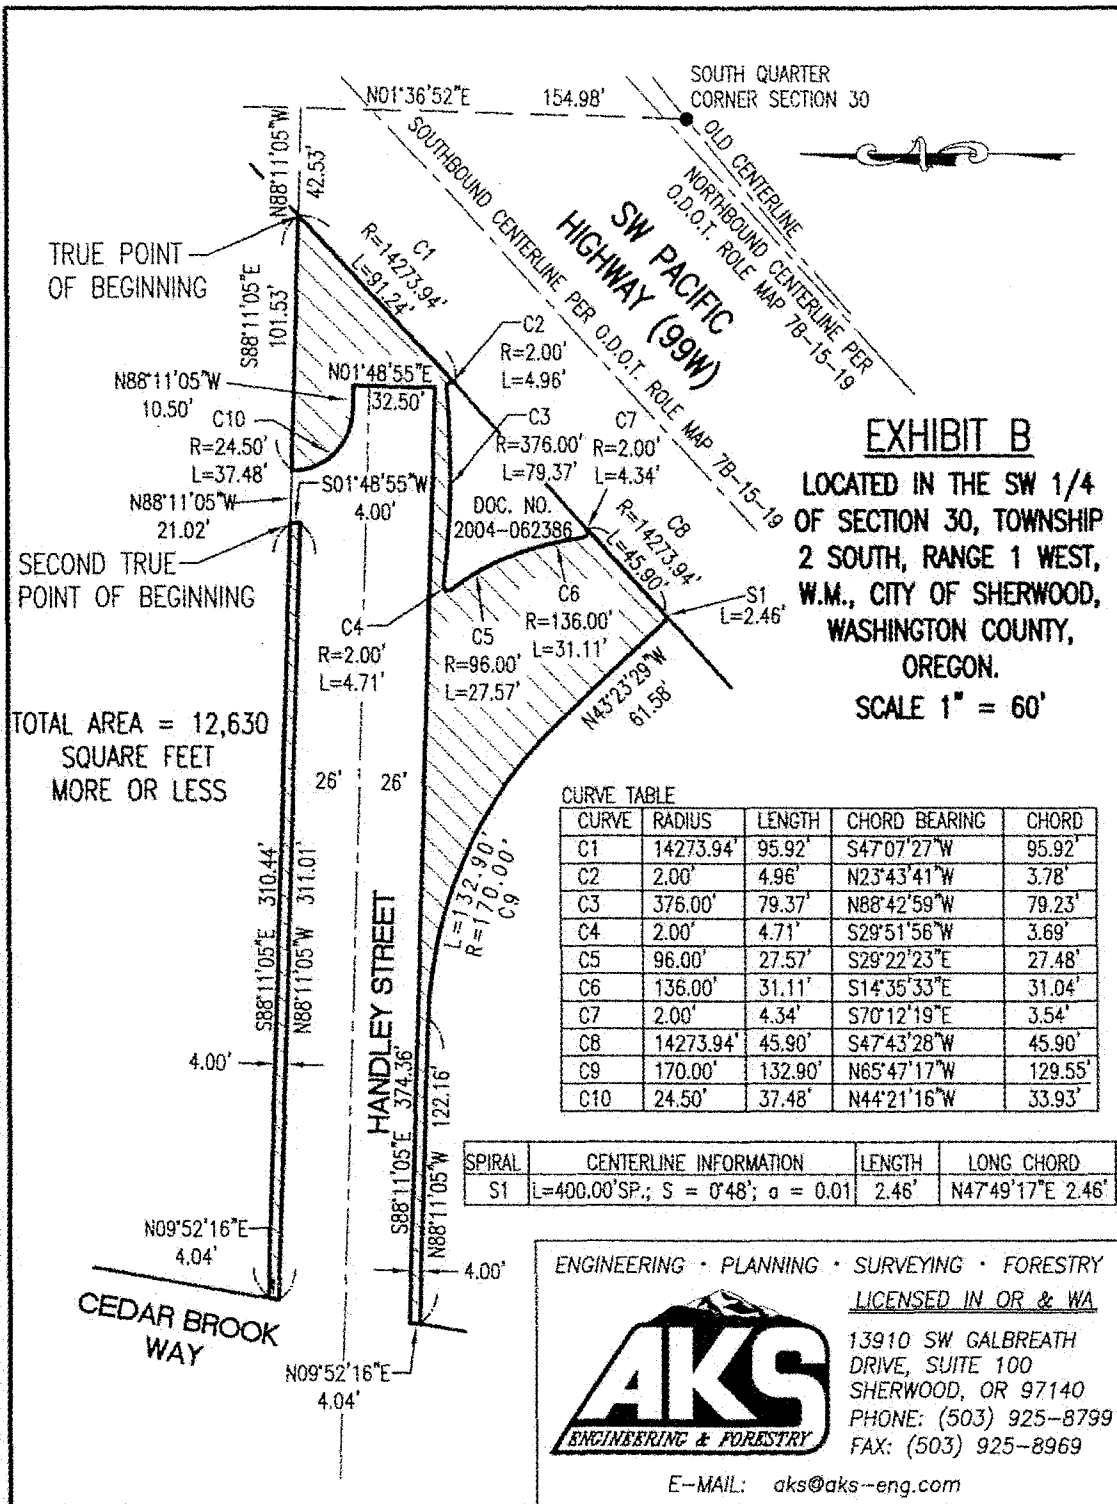 SOUTH QUARTER
CORNER SECTION 30
N01°36'52"E 154.98'
N88°11'05"W
42.53'
OLD CENTERLINE
NORTHBOUND CENTERLINE PER
O.D.O.T. ROLE MAP 7B-15-19
SOUTHBOUND CENTERLINE PER O.D.O.T. ROLE MAP 7B-15-19
SW PACIFIC
HIGHWAY (99W)
TRUE POINT
OF BEGINNING
C1
R=14273.94'
L=91.24'
S88°11'05"E
101.53'
C2
R=2.00'
L=4.96'
N01°48'55"E
32.50'
N88°11'05"W
10.50'
C10
R=24.50'
L=37.48'
C3
R=376.00'
L=79.37'
C7
R=2.00'
L=4.34'
N88°11'05"W
21.02'
S01°48'55"W
4.00'
DOC. NO.
2004-062386
C8
R=14273.94'
L=45.90'
SECOND TRUE
POINT OF BEGINNING
S1
L=2.46'
C4
R=2.00'
L=4.71'
C5
R=96.00'
L=27.57'
C6
R=136.00'
L=31.11'
N43°23'29"W
61.58'
EXHIBIT B
LOCATED IN THE SW 1/4
OF SECTION 30, TOWNSHIP
2 SOUTH, RANGE 1 WEST,
W.M., CITY OF SHERWOOD,
WASHINGTON COUNTY,
OREGON.
SCALE 1" = 60'
TOTAL AREA = 12,630
SQUARE FEET
MORE OR LESS
26' 26'
L=132.90'
R=170.00'
C9
S88°11'05"E 310.44'
N88°11'05"W 311.01'
HANDLEY STREET
S88°11'05"E 374.36'
N88°11'05"W 122.16'
4.00'
4.00'
N09°52'16"E
4.04'
CEDAR BROOK
WAY
N09°52'16"E
4.04'
CURVE TABLE
CURVE RADIUS LENGTH CHORD BEARING CHORD
C1 14273.94' 95.92' S47°07'27"W 95.92'
C2 2.00' 4.96' N23°43'41"W 3.78'
C3 376.00' 79.37' N88°42'59"W 79.23'
C4 2.00' 4.71' S29°51'56"W 3.69'
C5 96.00' 27.57' S29°22'23"E 27.48'
C6 136.00' 31.11' S14°35'33"E 31.04'
C7 2.00' 4.34' S70°12'19"E 3.54'
C8 14273.94' 45.90' S47°43'28"W 45.90'
C9 170.00' 132.90' N65°47'17"W 129.55'
C10 24.50' 37.48' N44°21'16"W 33.93'
SPIRAL CENTERLINE INFORMATION LENGTH LONG CHORD
S1 L=400.00'SP.; S = 0°48'; a = 0.01 2.46' N47°49'17"E 2.46'
ENGINEERING · PLANNING · SURVEYING · FORESTRY
LICENSED IN OR & WA
13910 SW GALBREATH
DRIVE, SUITE 100
SHERWOOD, OR 97140
PHONE: (503) 925-8799
FAX: (503) 925-8969
AKS
ENGINEERING & FORESTRY
E-MAIL: aks@aks-eng.com